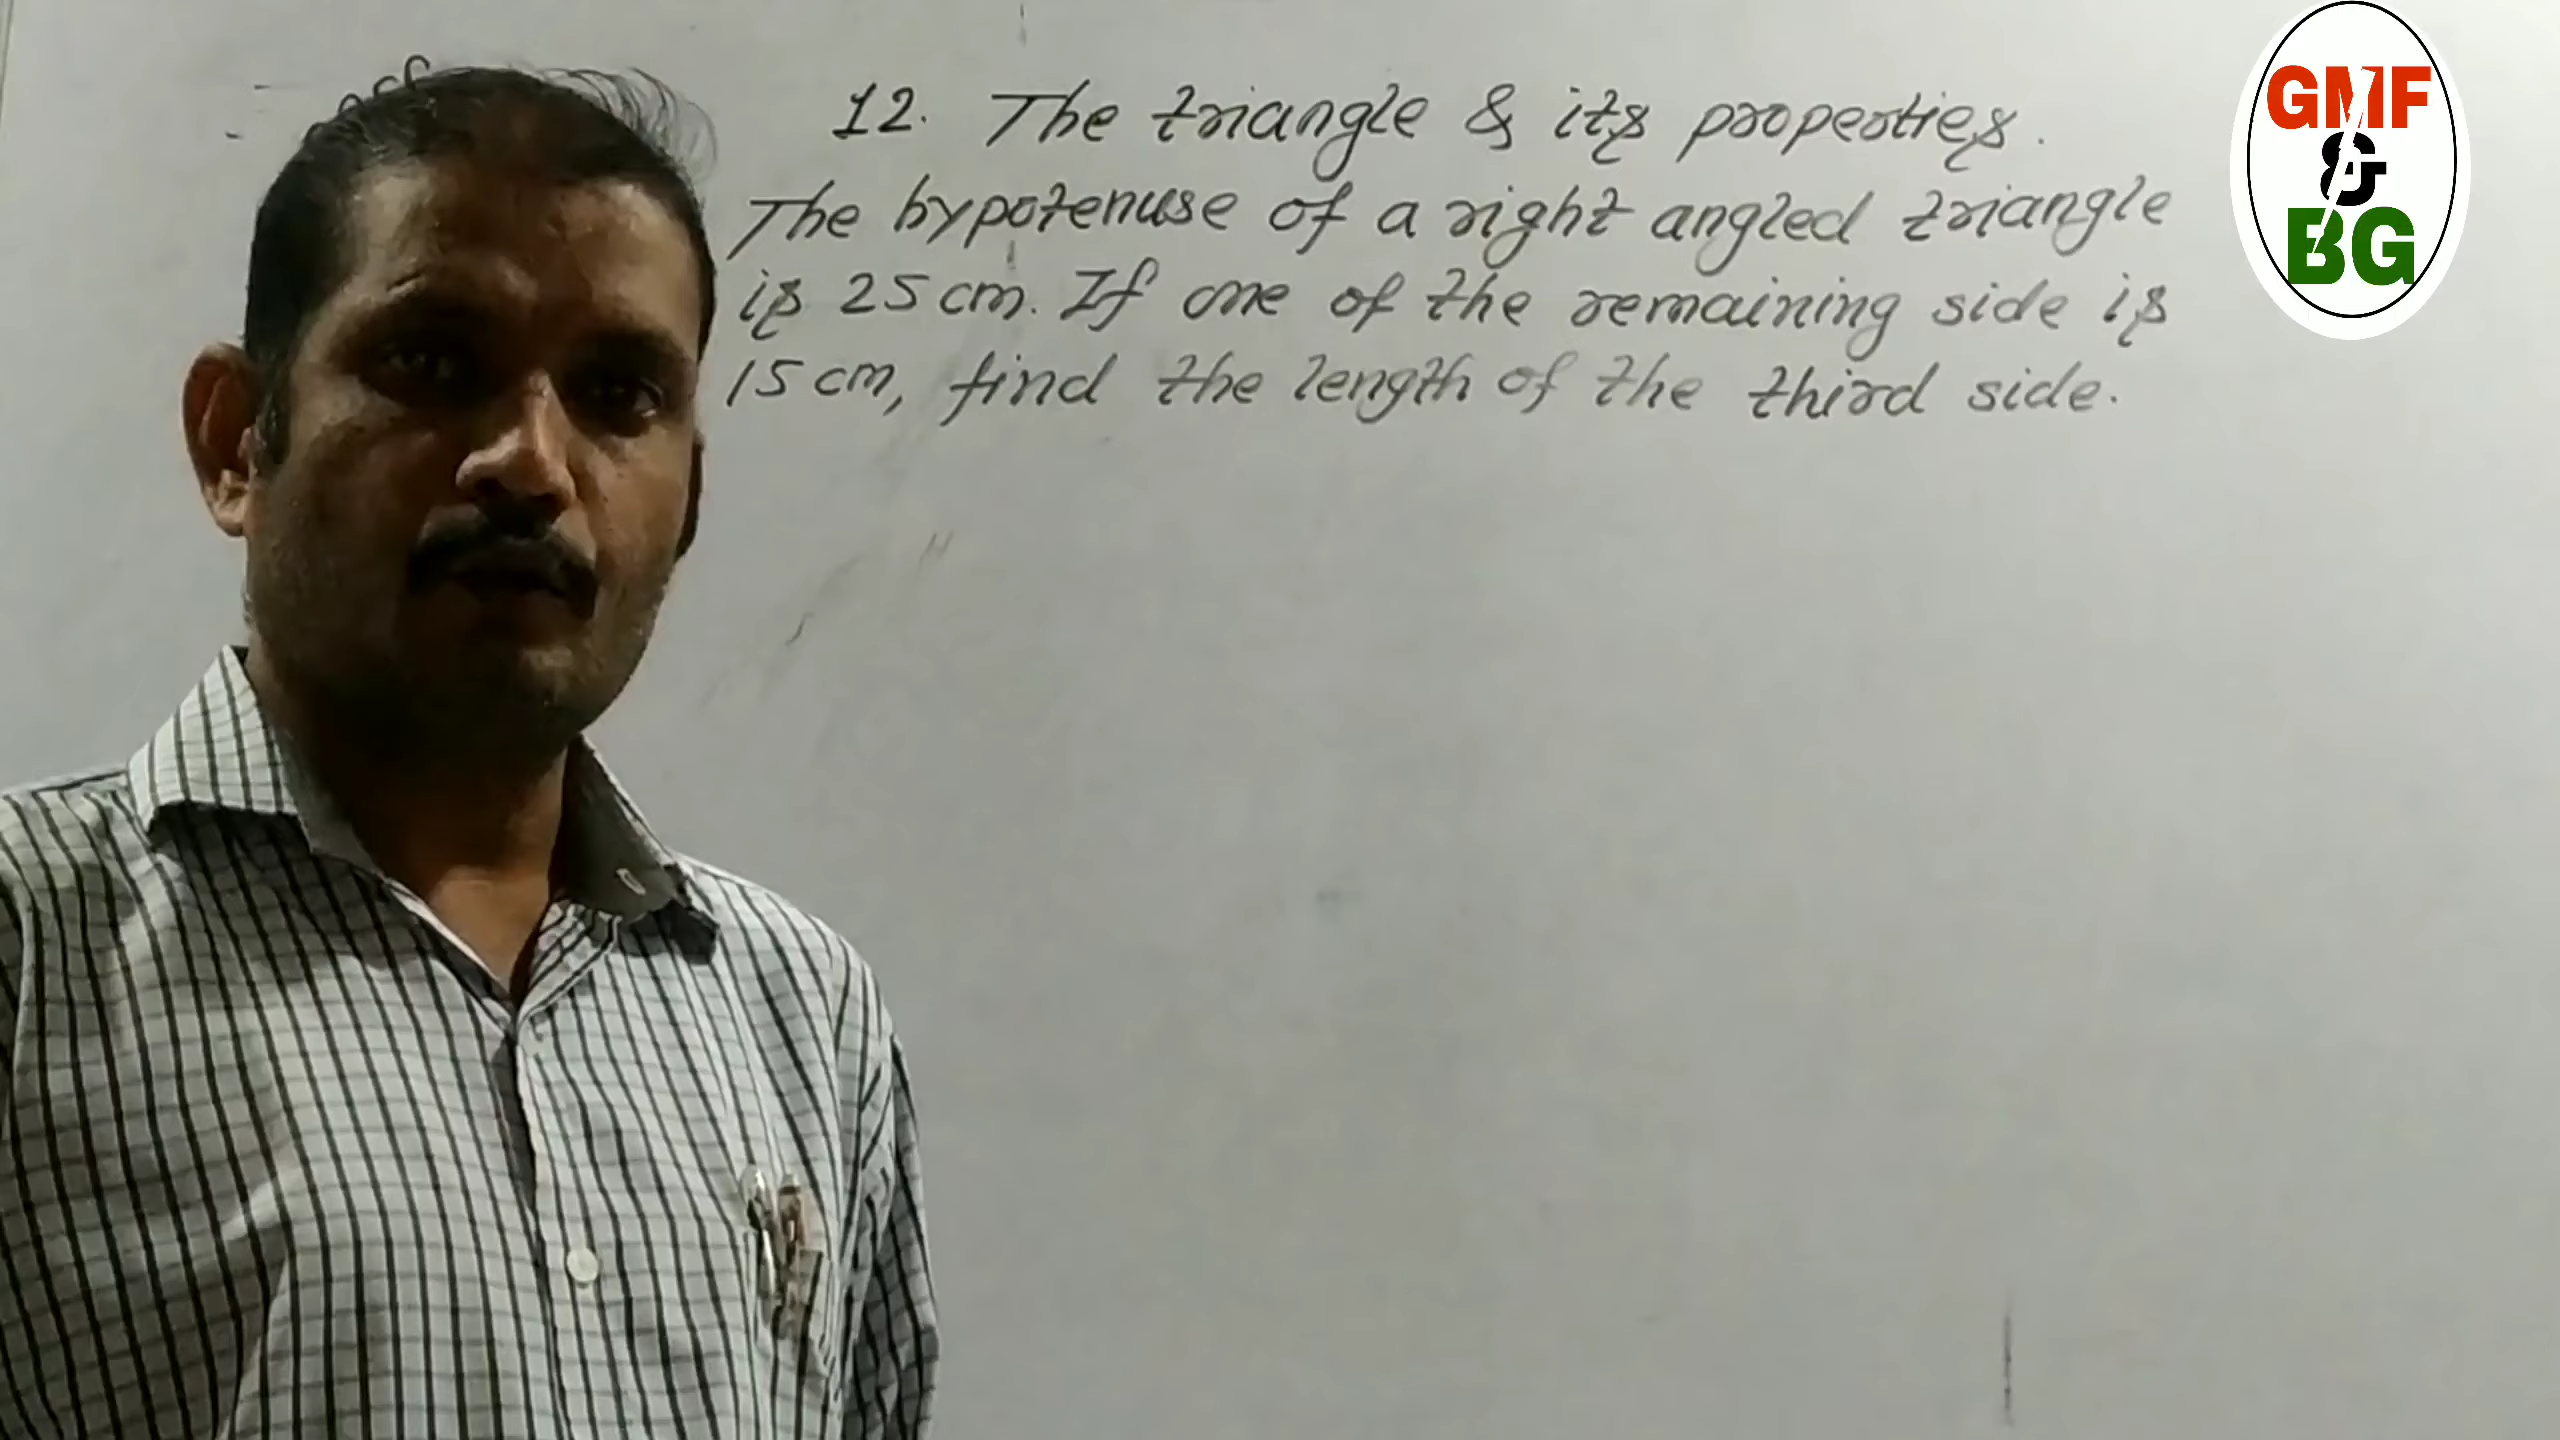 12. The triangle & its properties.
The hypotenuse of a right angled triangle
is 25 cm. If one of the remaining side is
15 cm, find the length of the third side.
GMF
&
BG